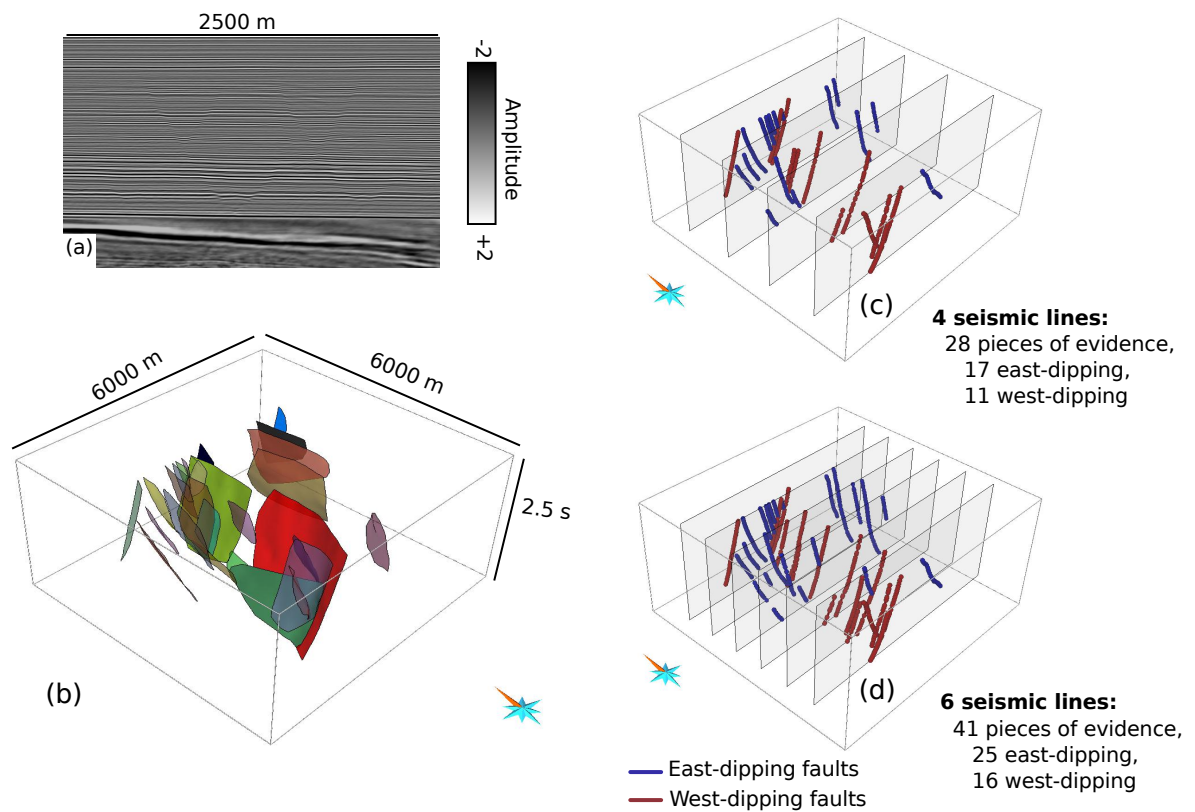 2500 m
-2
Amplitude
+2
(a)
6000 m
6000 m
2.5 s
(b)
(c)
4 seismic lines:
28 pieces of evidence,
17 east-dipping,
11 west-dipping
(d)
6 seismic lines:
41 pieces of evidence,
25 east-dipping,
16 west-dipping
East-dipping faults
West-dipping faults